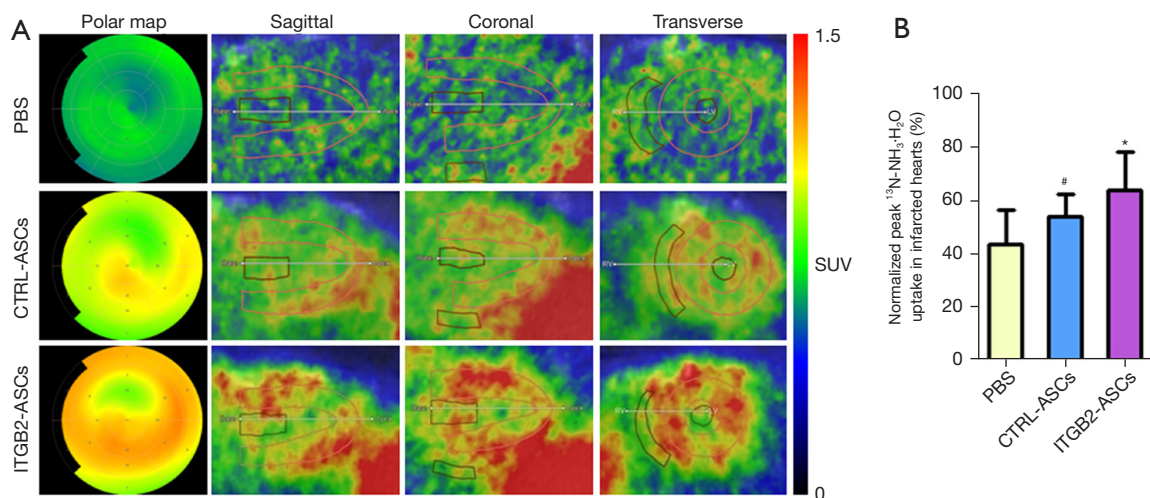 A
Polar map
Sagittal
Coronal
Transverse
PBS
CTRL-ASCs
ITGB2-ASCs
1.5
SUV
0
B
Normalized peak ¹³N-NH₃·H₂O
uptake in infarcted hearts (%)
100
80
60
40
20
0
#
*
PBS
CTRL-ASCs
ITGB2-ASCs